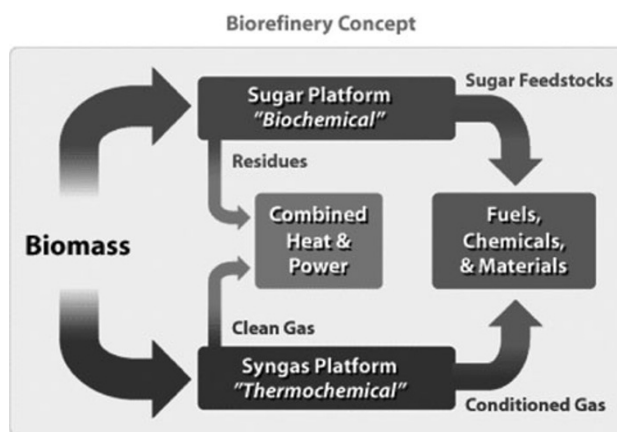 Biorefinery Concept
Sugar Platform
"Biochemical"
Sugar Feedstocks
Residues
Combined
Heat &
Power
Fuels,
Chemicals,
& Materials
Biomass
Clean Gas
Syngas Platform
"Thermochemical"
Conditioned Gas